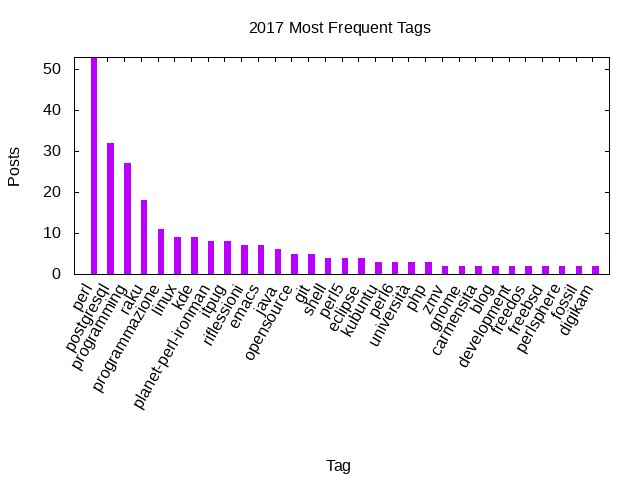 2017 Most Frequent Tags
Posts
50
40
30
20
10
0
perl
postgresql
programming
raku
programmazione
linux
kde
planet-perl-ironman
itpug
riflessioni
emacs
java
opensource
git
shell
perl5
eclipse
kubuntu
perl6
università
php
zmv
gnome
carmensita
blog
development
freedos
freebsd
perlsphere
fossil
digikam
Tag